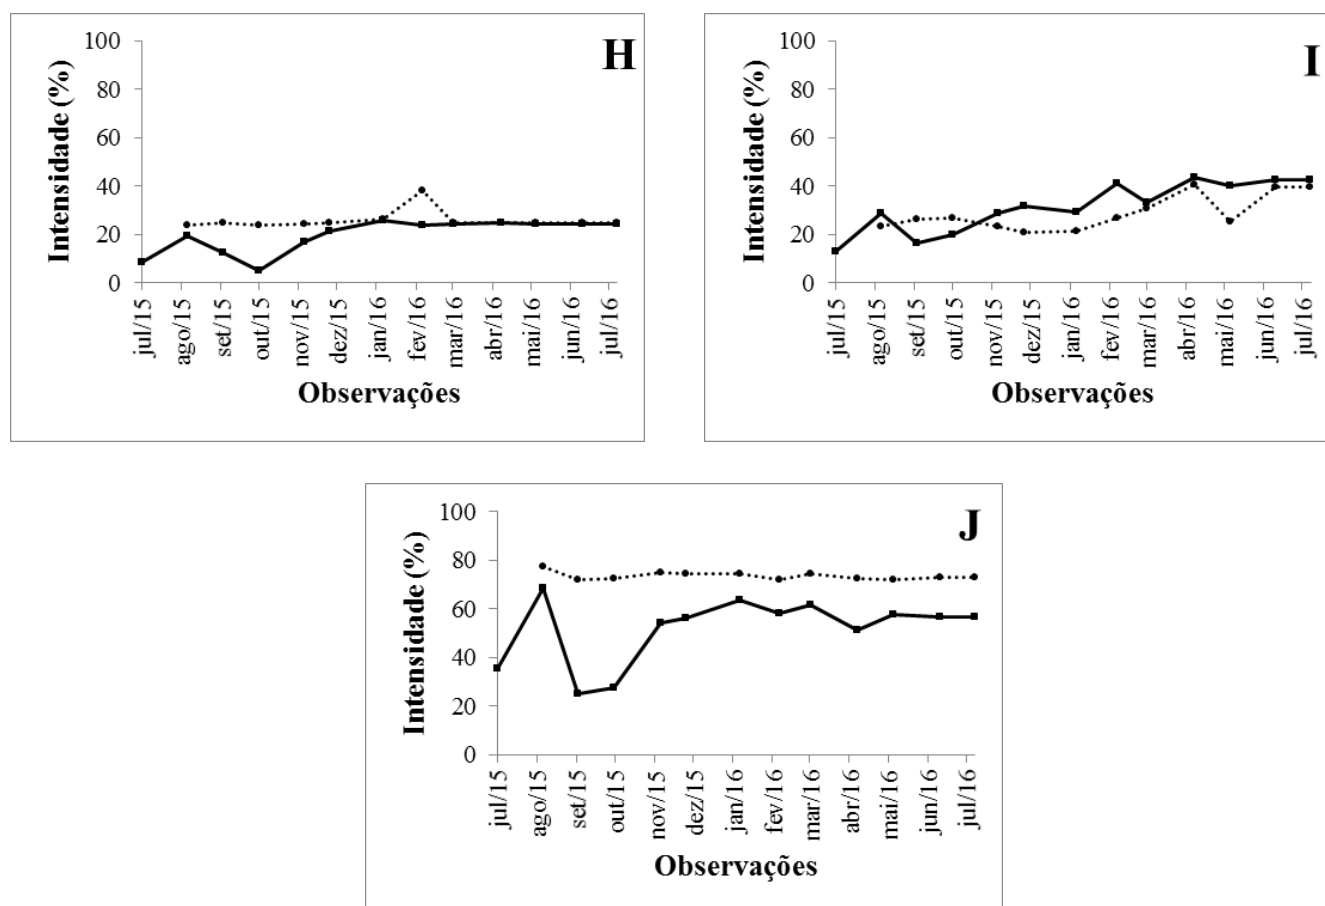 H
Intensidade (%)
100
80
60
40
20
0
jul/15
ago/15
set/15
out/15
nov/15
dez/15
jan/16
fev/16
mar/16
abr/16
mai/16
jun/16
jul/16
Observações
I
Intensidade (%)
100
80
60
40
20
0
jul/15
ago/15
set/15
out/15
nov/15
dez/15
jan/16
fev/16
mar/16
abr/16
mai/16
jun/16
jul/16
Observações
J
Intensidade (%)
100
80
60
40
20
0
jul/15
ago/15
set/15
out/15
nov/15
dez/15
jan/16
fev/16
mar/16
abr/16
mai/16
jun/16
jul/16
Observações